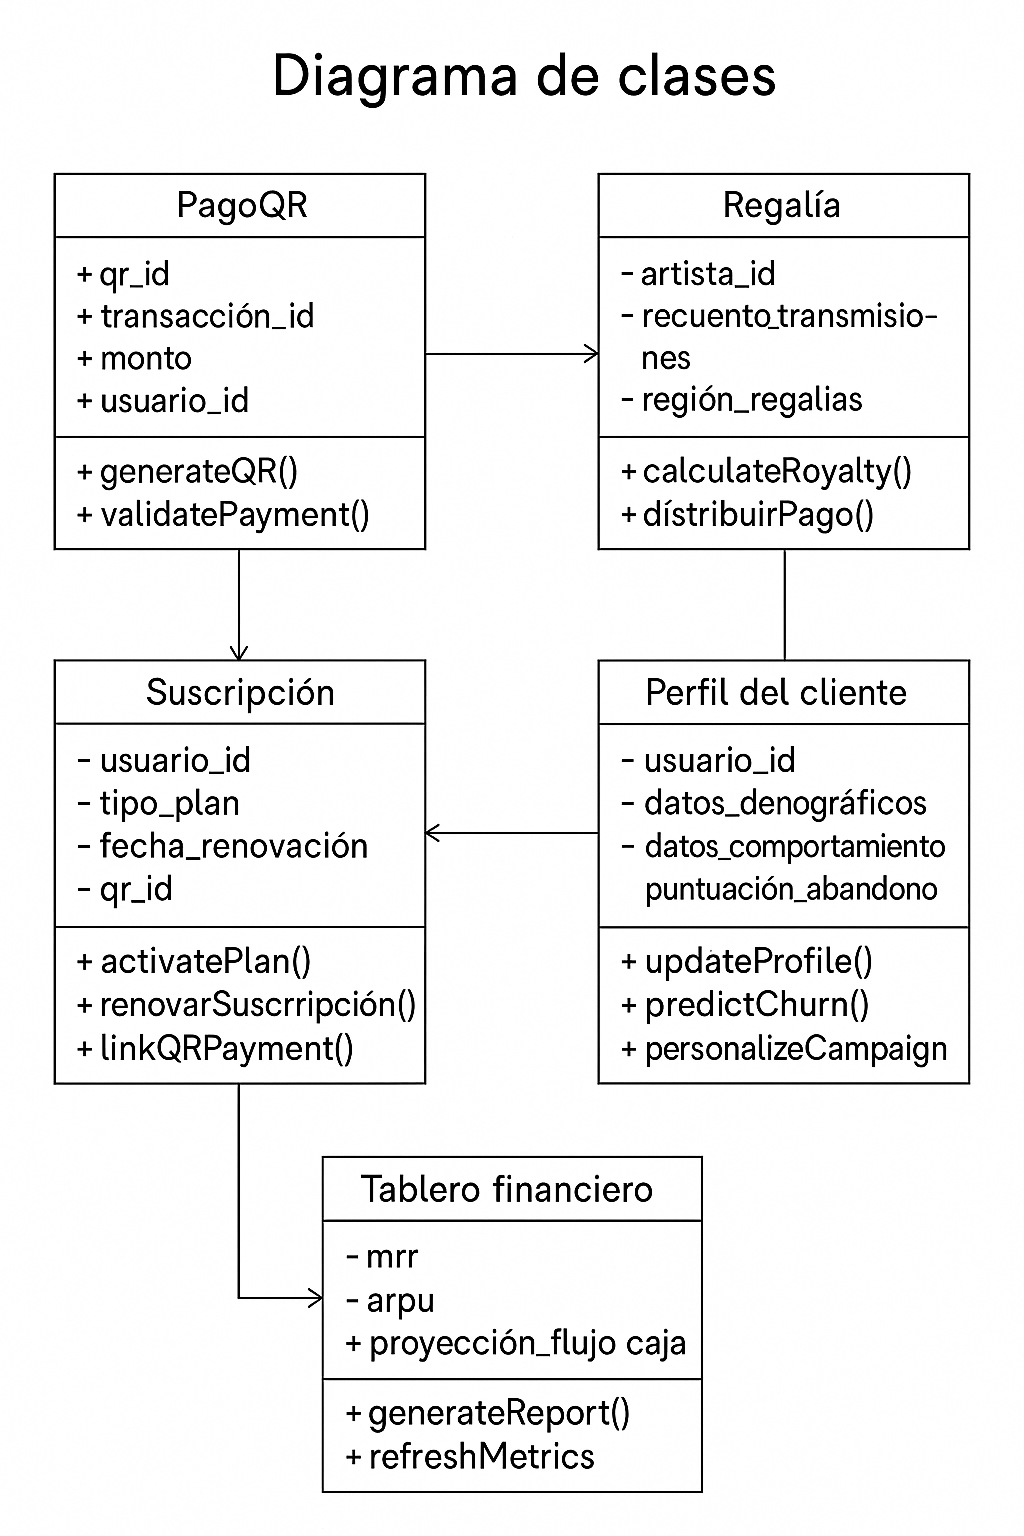 Diagrama de clases
PagoQR
+ qr_id
+ transacción_id
+ monto
+ usuario_id
+ generateQR()
+ validatePayment()
Regalía
- artista_id
- recuento_transmisio-
nes
- región_regalias
+ calculateRoyalty()
+ dístribuirPago()
Suscripción
- usuario_id
- tipo_plan
- fecha_renovación
- qr_id
+ activatePlan()
+ renovarSuscrripción()
+ linkQRPayment()
Perfil del cliente
- usuario_id
- datos_denográficos
- datos_comportamiento
puntuación_abandono
+ updateProfile()
+ predictChurn()
+ personalizeCampaign
Tablero financiero
- mrr
- arpu
+ proyección_flujo caja
+ generateReport()
+ refreshMetrics